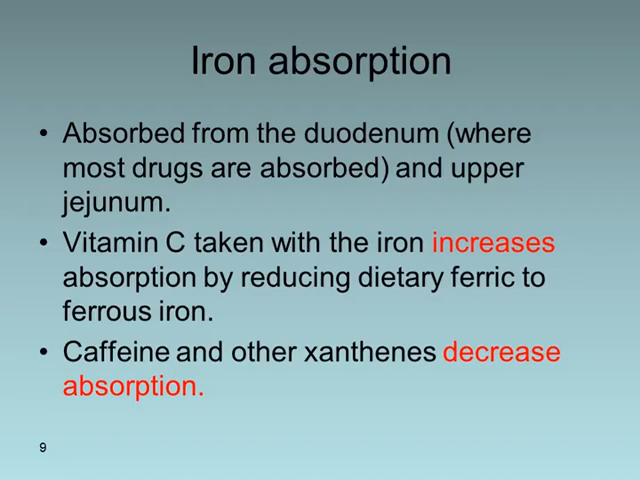 Iron absorption
• Absorbed from the duodenum (where
most drugs are absorbed) and upper
jejunum.
• Vitamin C taken with the iron increases
absorption by reducing dietary ferric to
ferrous iron.
• Caffeine and other xanthenes decrease
absorption.
9